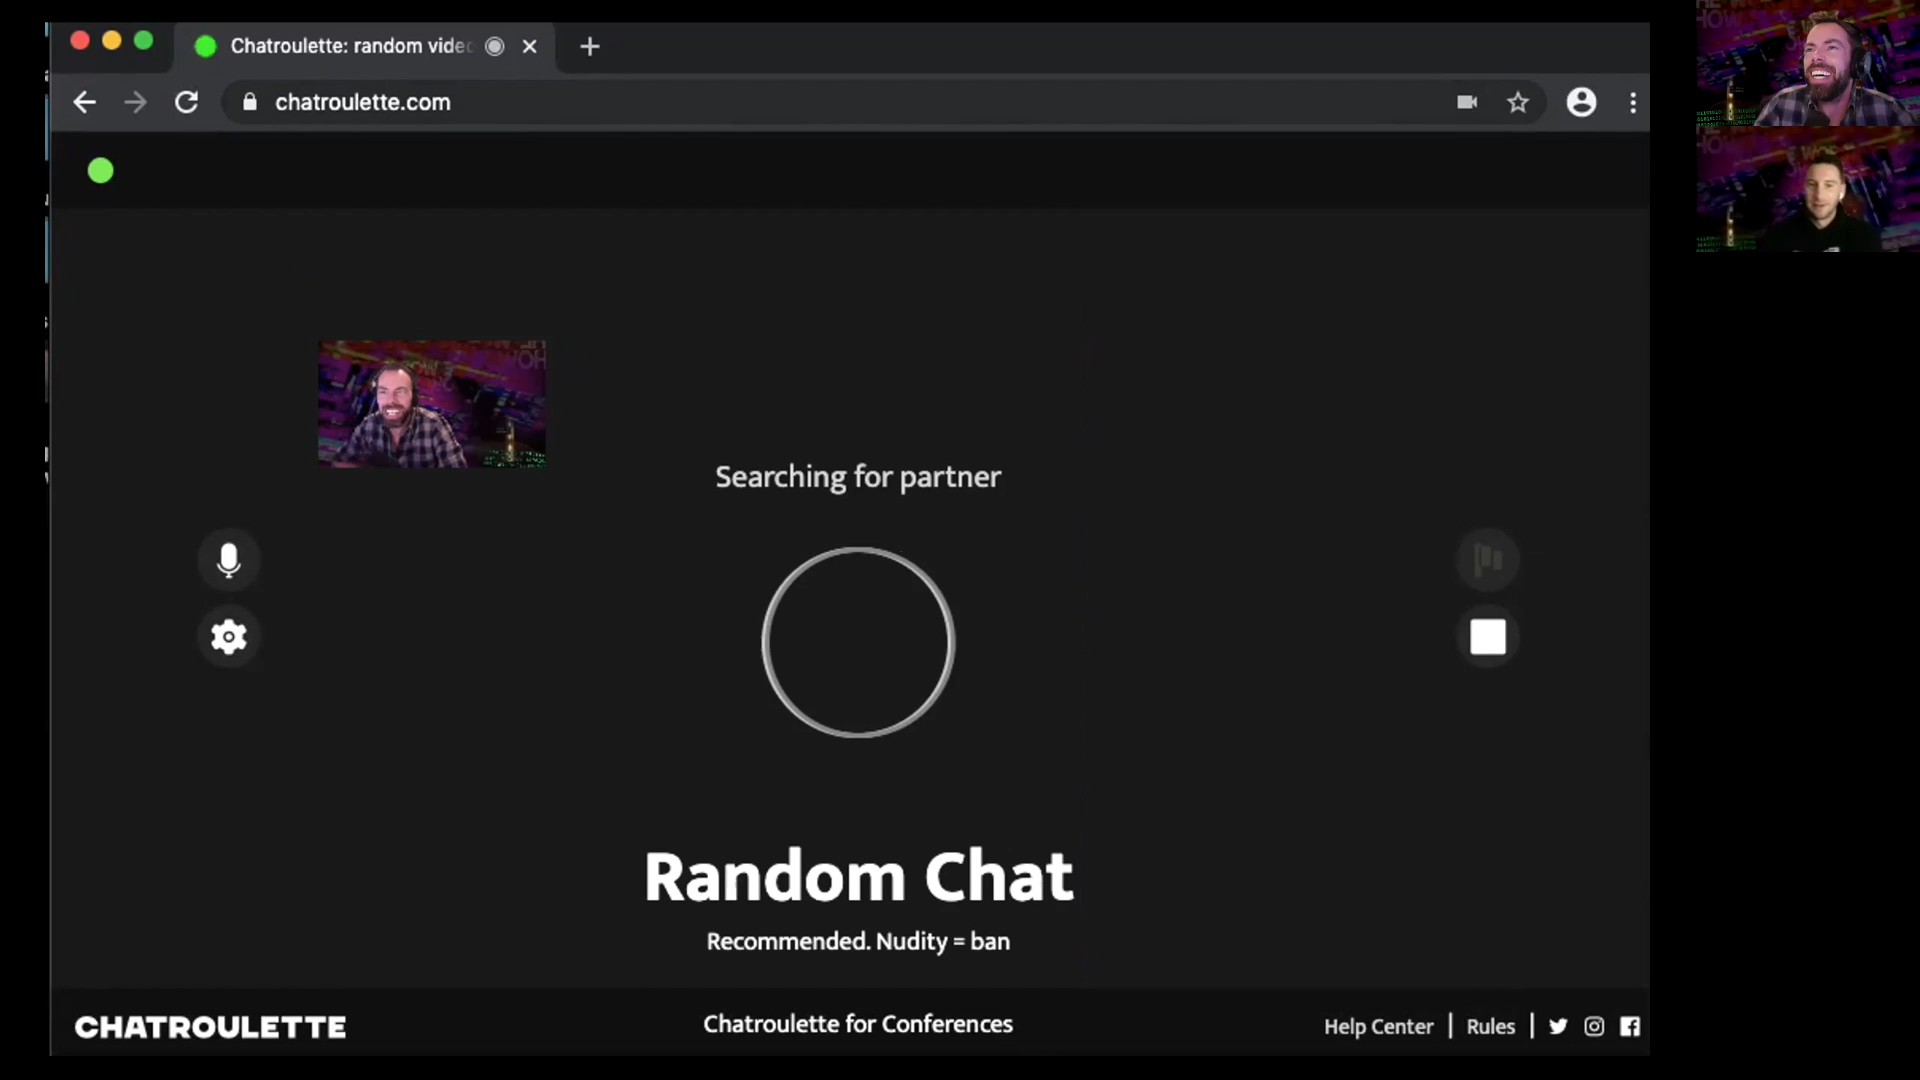 Chatroulette: random vide
chatroulette.com
Searching for partner
Random Chat
Recommended. Nudity = ban
CHATROULETTE
Chatroulette for Conferences
Help Center | Rules |